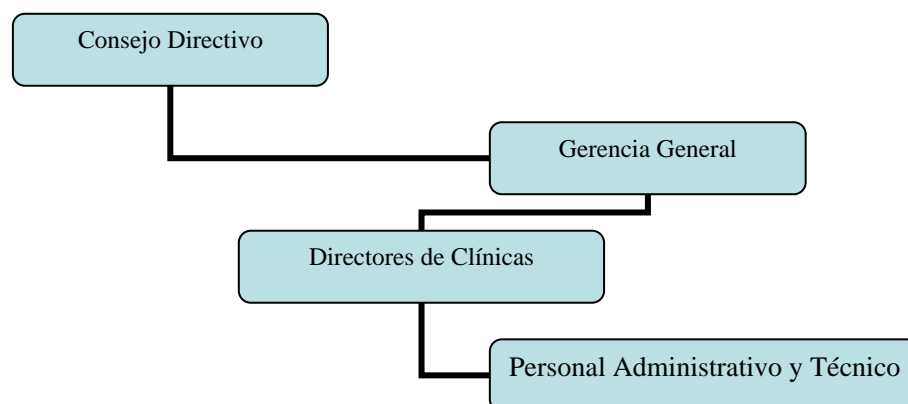 Consejo Directivo
Gerencia General
Directores de Clínicas
Personal Administrativo y Técnico